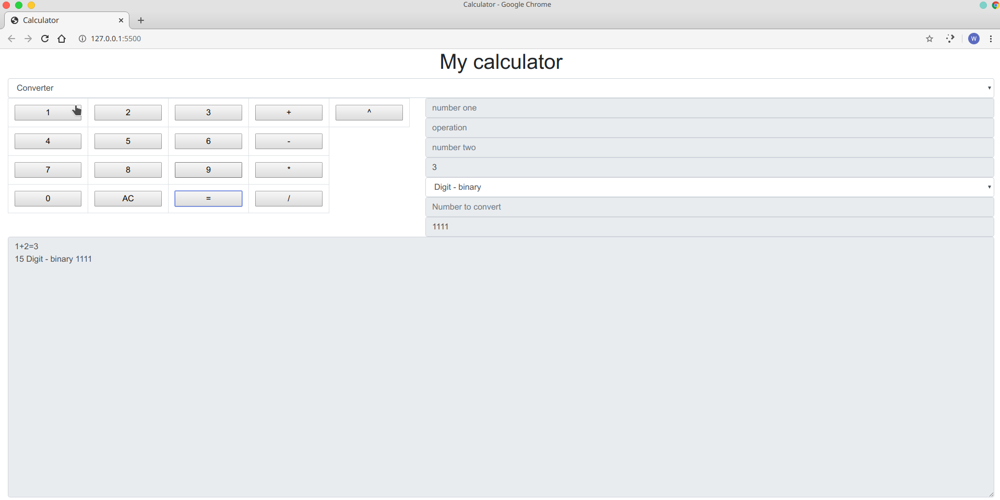 Calculator - Google Chrome
Calculator
127.0.0.1:5500
W
My calculator
Converter
1 2 3 + ^
4 5 6 -
7 8 9 *
0 AC = /
number one
operation
number two
3
Digit - binary
Number to convert
1111
1+2=3
15 Digit - binary 1111